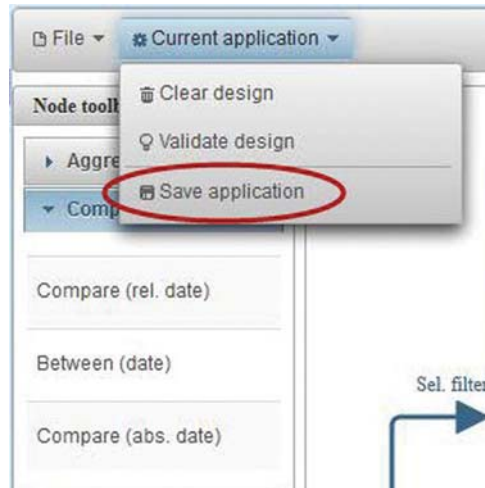 File Current application
Clear design
Node toolb
Validate design
Aggre
Save application
Comp
Compare (rel. date)
Between (date)
Sel. filter
Compare (abs. date)